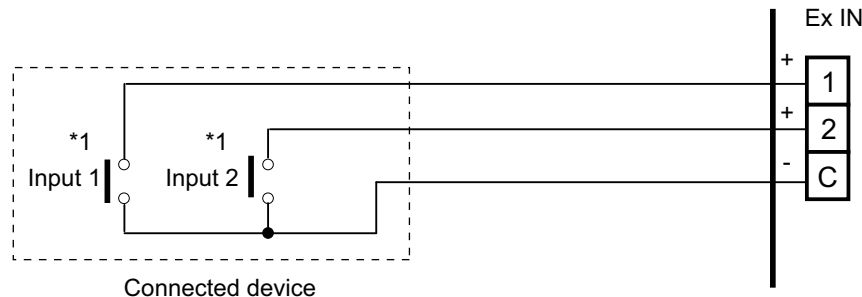 Ex IN
+
1
*1
*1
+
2
Input 1
Input 2
-
C
Connected device